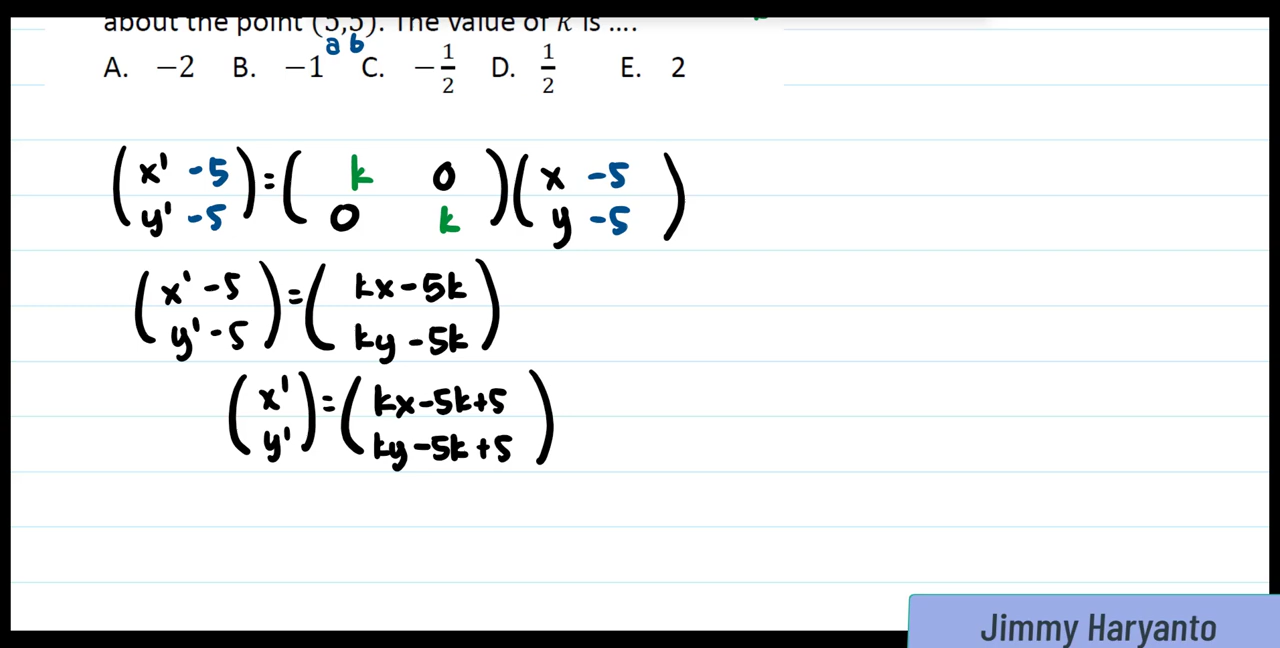 about the point (5,5). The value of k is ....
a b
A. −2 B. −1 C. −1/2 D. 1/2 E. 2
(x' -5) = (k 0)(x -5)
(y' -5) (0 k)(y -5)
(x' -5) = (kx - 5k)
(y' -5) (ky - 5k)
(x') = (kx - 5k + 5)
(y') (ky - 5k + 5)
Jimmy Haryanto